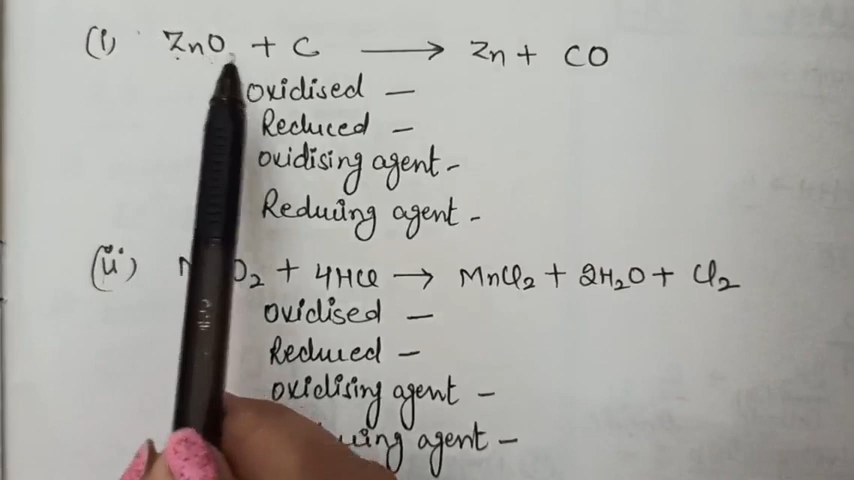 (i) ZnO + C ⟶ Zn + CO
oxidised —
Reduced —
oxidising agent -
Reducing agent -
(ii) O₂ + 4HCl → MnCl₂ + 2H₂O + Cl₂
oxidised —
Reduced —
oxidising agent -
agent -